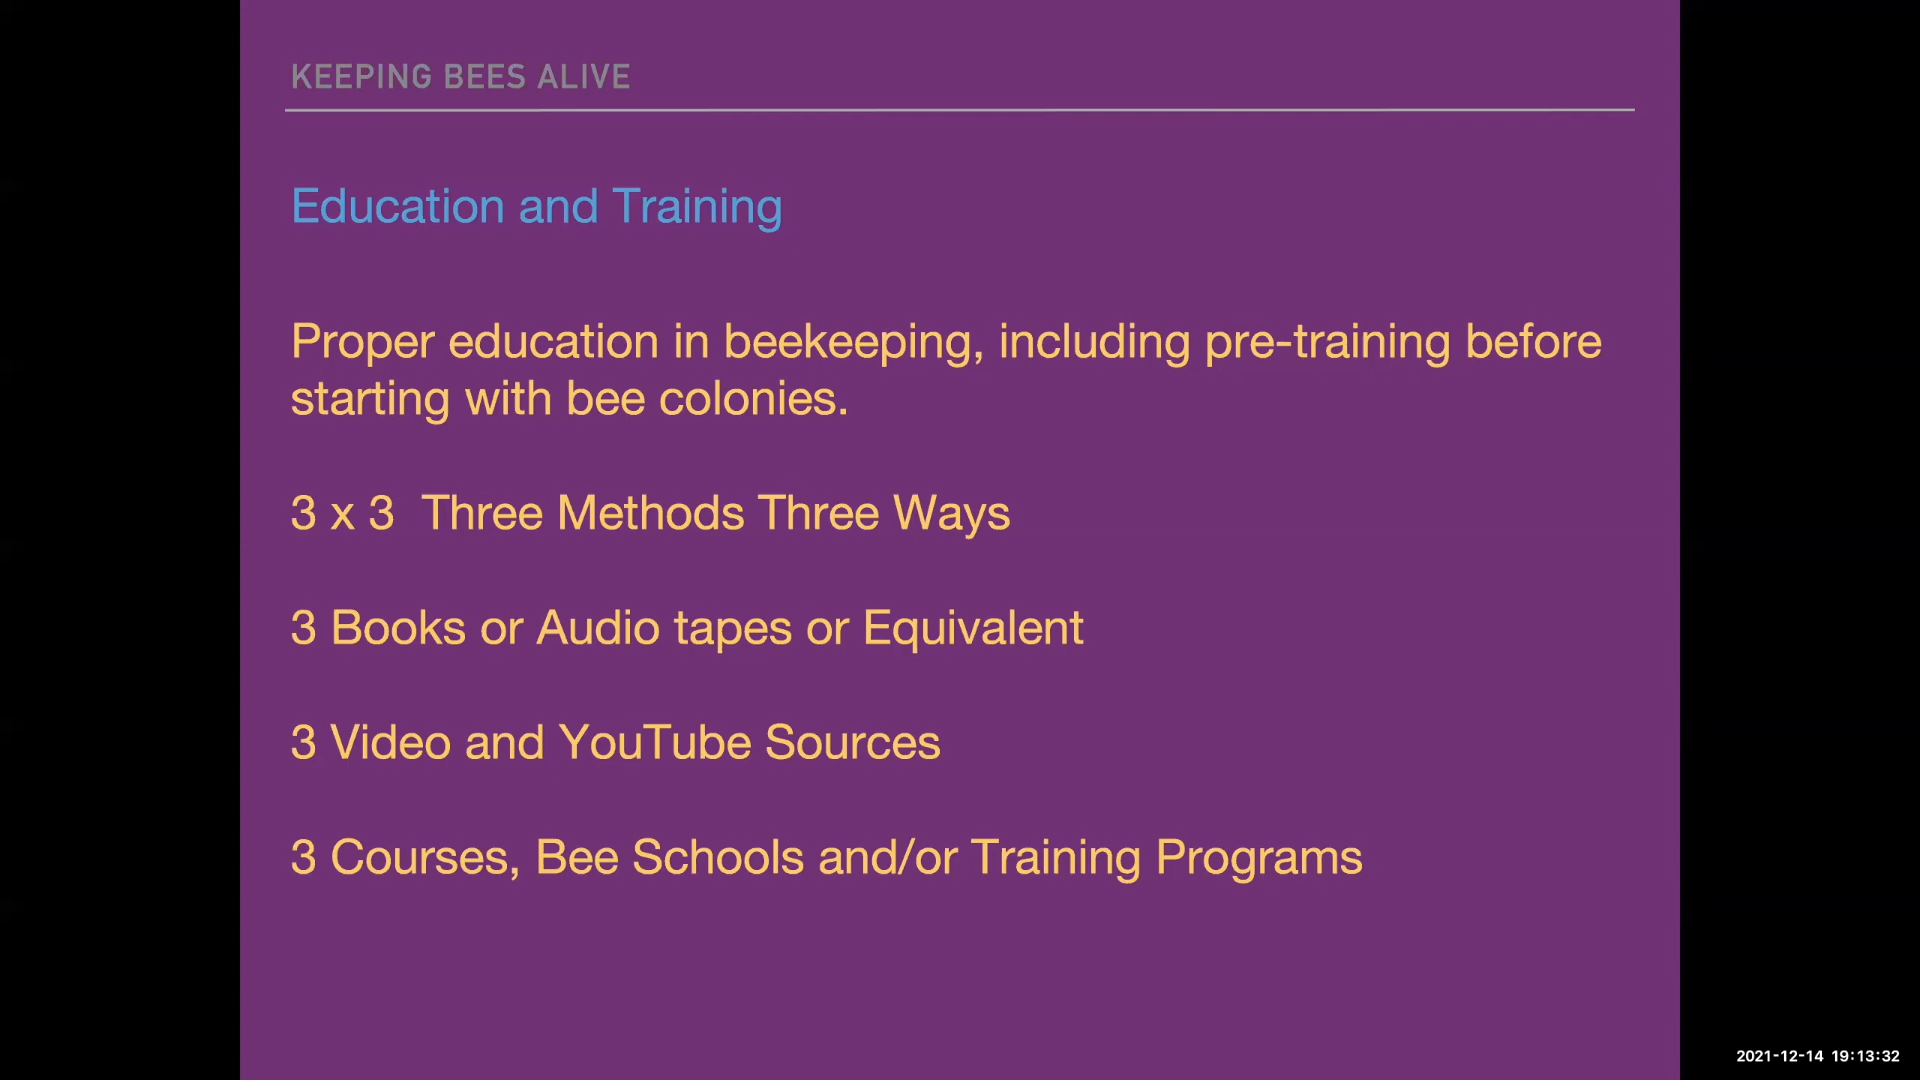 KEEPING BEES ALIVE
Education and Training
Proper education in beekeeping, including pre-training before
starting with bee colonies.
3 x 3  Three Methods Three Ways
3 Books or Audio tapes or Equivalent
3 Video and YouTube Sources
3 Courses, Bee Schools and/or Training Programs
2021-12-14 19:13:32